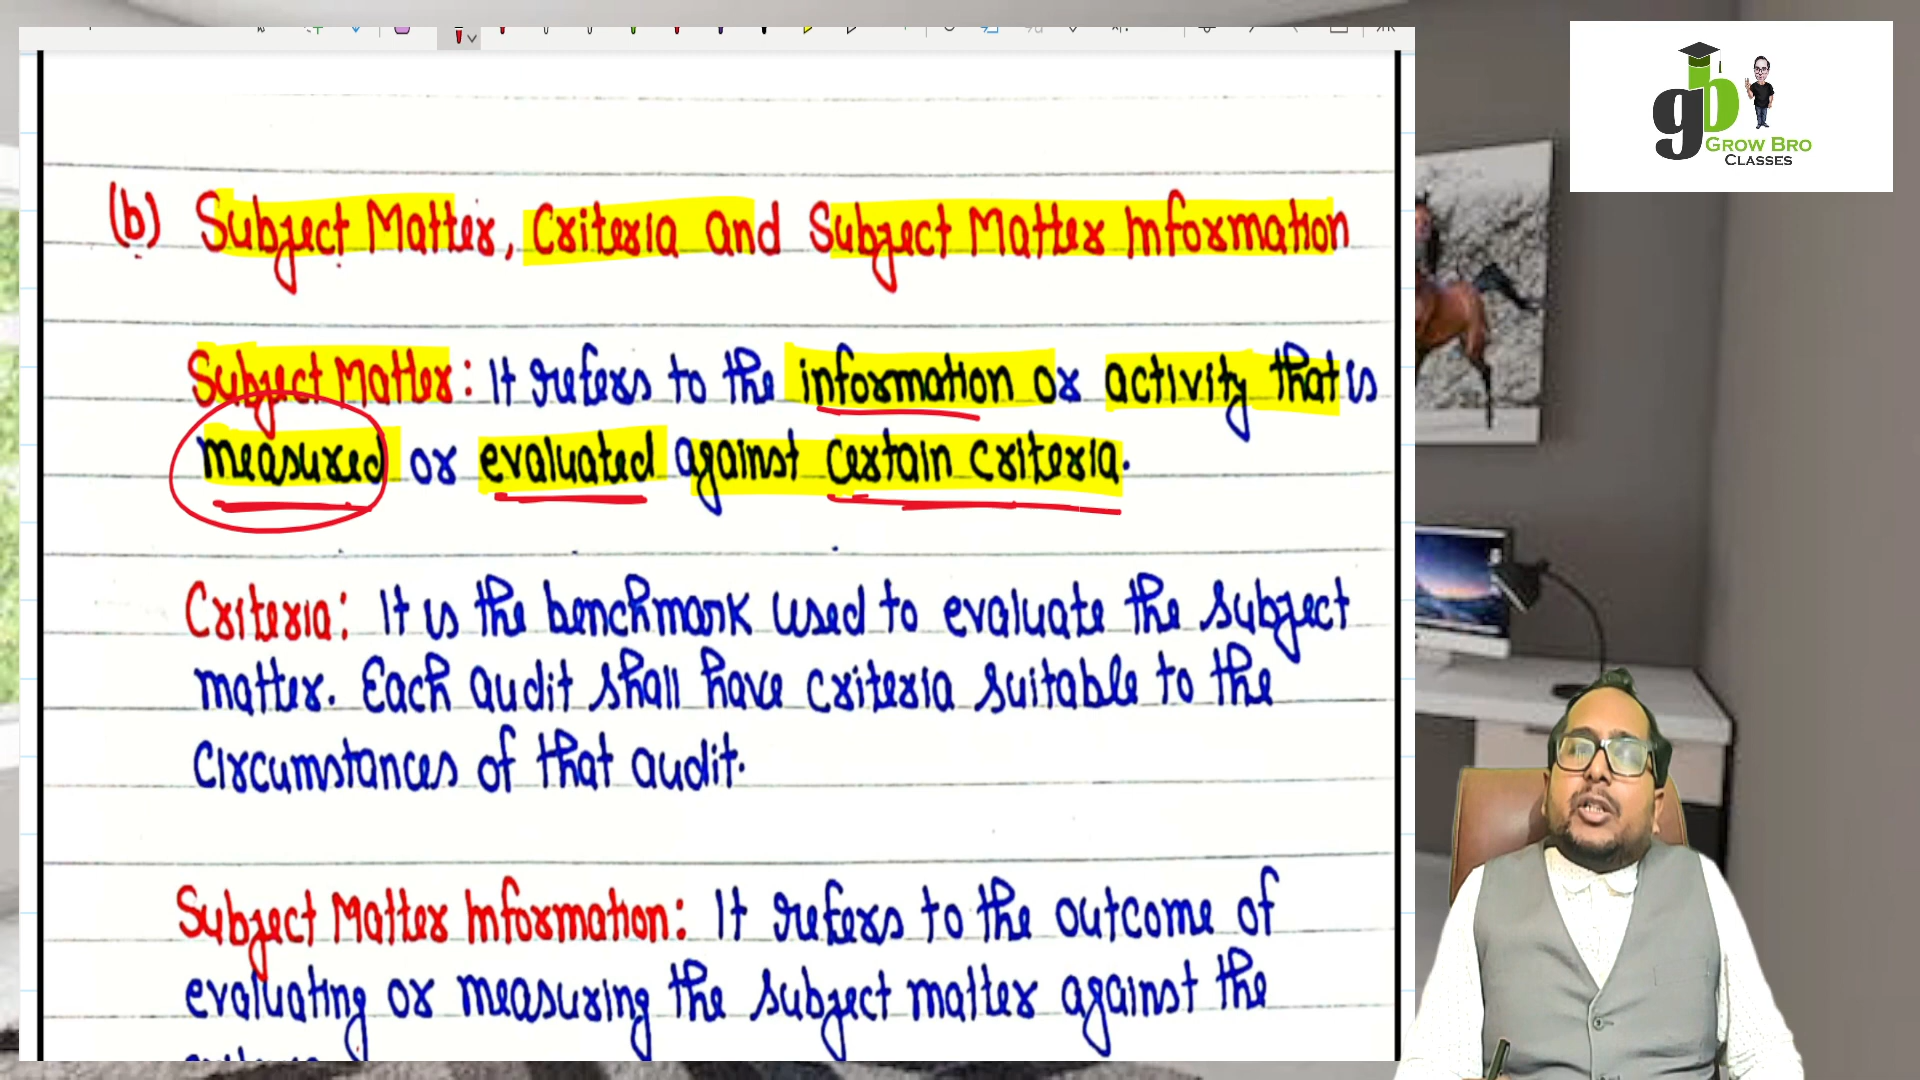 (b) Subject Matter, Criteria and Subject Matter Information
Subject Matter: It refers to the information or activity that is
measured or evaluated against certain criteria.
Criteria: It is the benchmark used to evaluate the subject
matter. Each audit shall have criteria suitable to the
circumstances of that audit.
Subject Matter Information: It refers to the outcome of
evaluating or measuring the subject matter against the
gb
GROW BRO
CLASSES